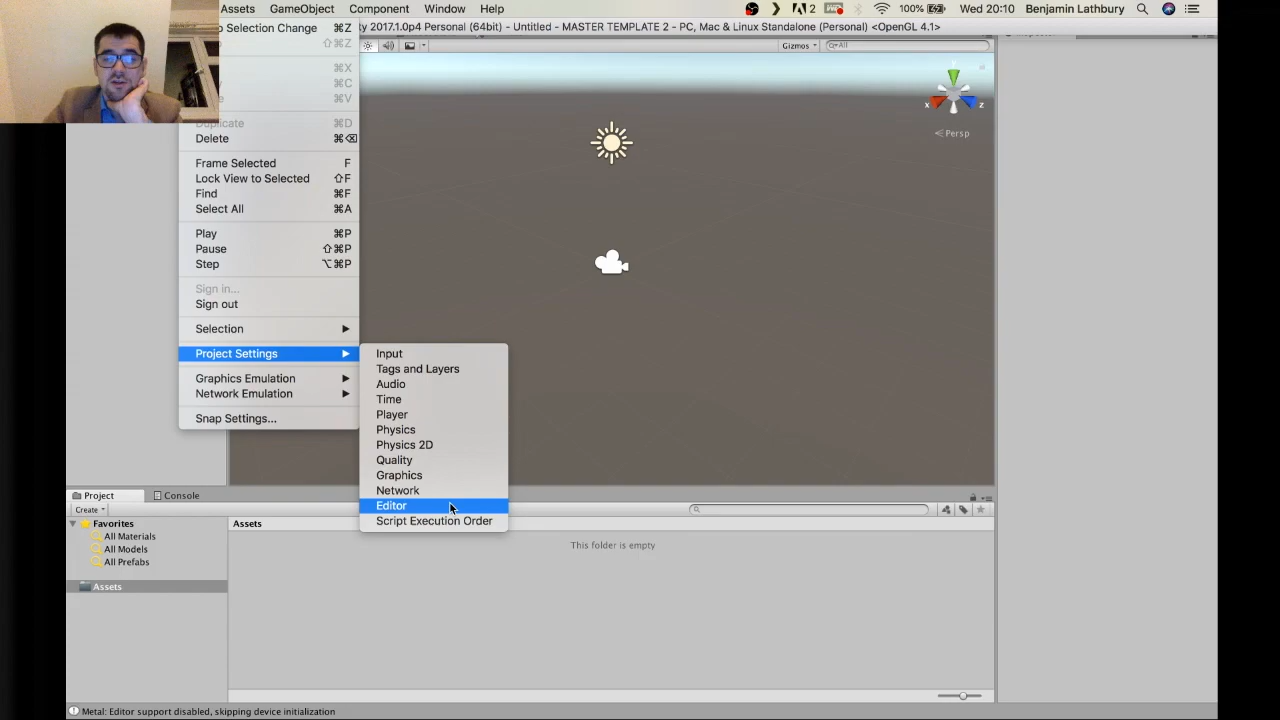 Assets GameObject Component Window Help 2 100% Wed 20:10 Benjamin Lathbury
Selection Change ⌘Z
y 2017.1.0p4 Personal (64bit) - Untitled - MASTER TEMPLATE 2 - PC, Mac & Linux Standalone (Personal) <OpenGL 4.1>
⇧⌘Z
Gizmos All
⌘X
⌘C
⌘V
x z
Persp
Duplicate ⌘D
Delete ⌘⌫
Frame Selected F
Lock View to Selected ⇧F
Find ⌘F
Select All ⌘A
Play ⌘P
Pause ⇧⌘P
Step ⌥⌘P
Sign in...
Sign out
Selection
Project Settings
Graphics Emulation
Network Emulation
Snap Settings...
Input
Tags and Layers
Audio
Time
Player
Physics
Physics 2D
Quality
Graphics
Network
Editor
Script Execution Order
Project Console
Create
Favorites
All Materials
All Models
All Prefabs
Assets
Assets
This folder is empty
Metal: Editor support disabled, skipping device initialization